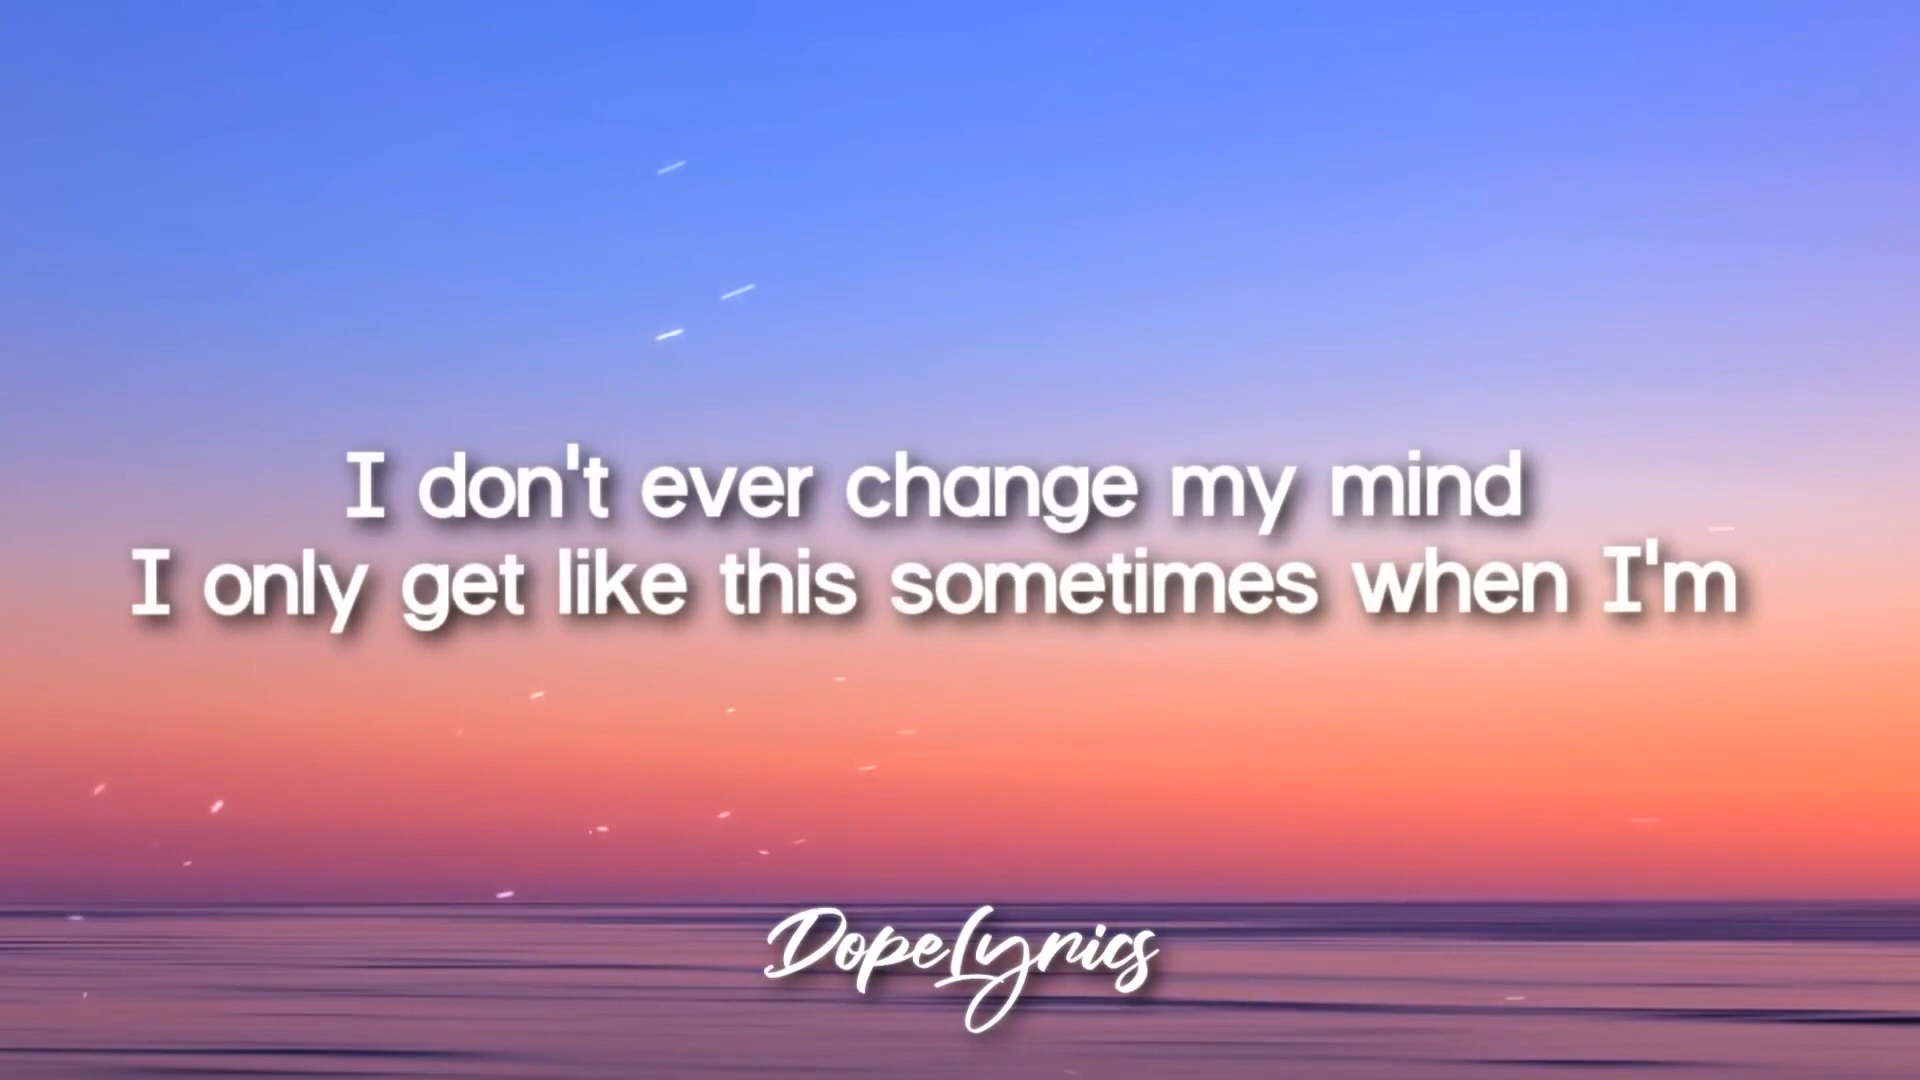 I don't ever change my mind
I only get like this sometimes when I'm
DopeLyrics